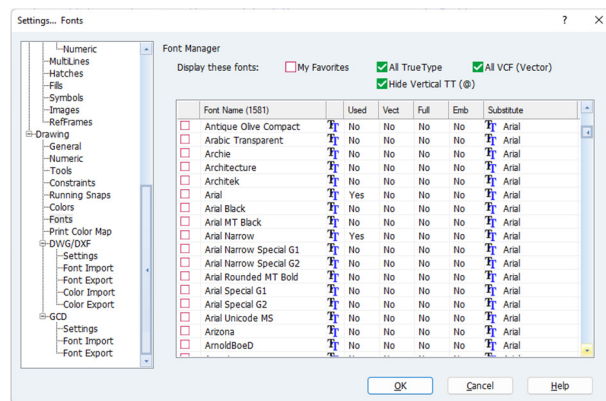 Settings... Fonts
?
Numeric
MultiLines
Hatches
Fills
Symbols
Images
RefFrames
Drawing
General
Numeric
Tools
Constraints
Running Snaps
Colors
Fonts
Print Color Map
DWG/DXF
Settings
Font Import
Font Export
Color Import
Color Export
GCD
Settings
Font Import
Font Export
Font Manager
Display these fonts: My Favorites All TrueType All VCF (Vector)
Hide Vertical TT (@)
Font Name (1581) Used Vect Full Emb Substitute
Antique Olive Compact No No No No Arial
Arabic Transparent No No No No Arial
Archie No No No No Arial
Architecture No No No No Arial
Architek No No No No Arial
Arial Yes No No No Arial
Arial Black No No No No Arial
Arial MT Black No No No No Arial
Arial Narrow Yes No No No Arial
Arial Narrow Special G1 No No No No Arial
Arial Narrow Special G2 No No No No Arial
Arial Rounded MT Bold No No No No Arial
Arial Special G1 No No No No Arial
Arial Special G2 No No No No Arial
Arial Unicode MS No No No No Arial
Arizona No No No No Arial
ArnoldBoeD No No No No Arial
OK Cancel Help